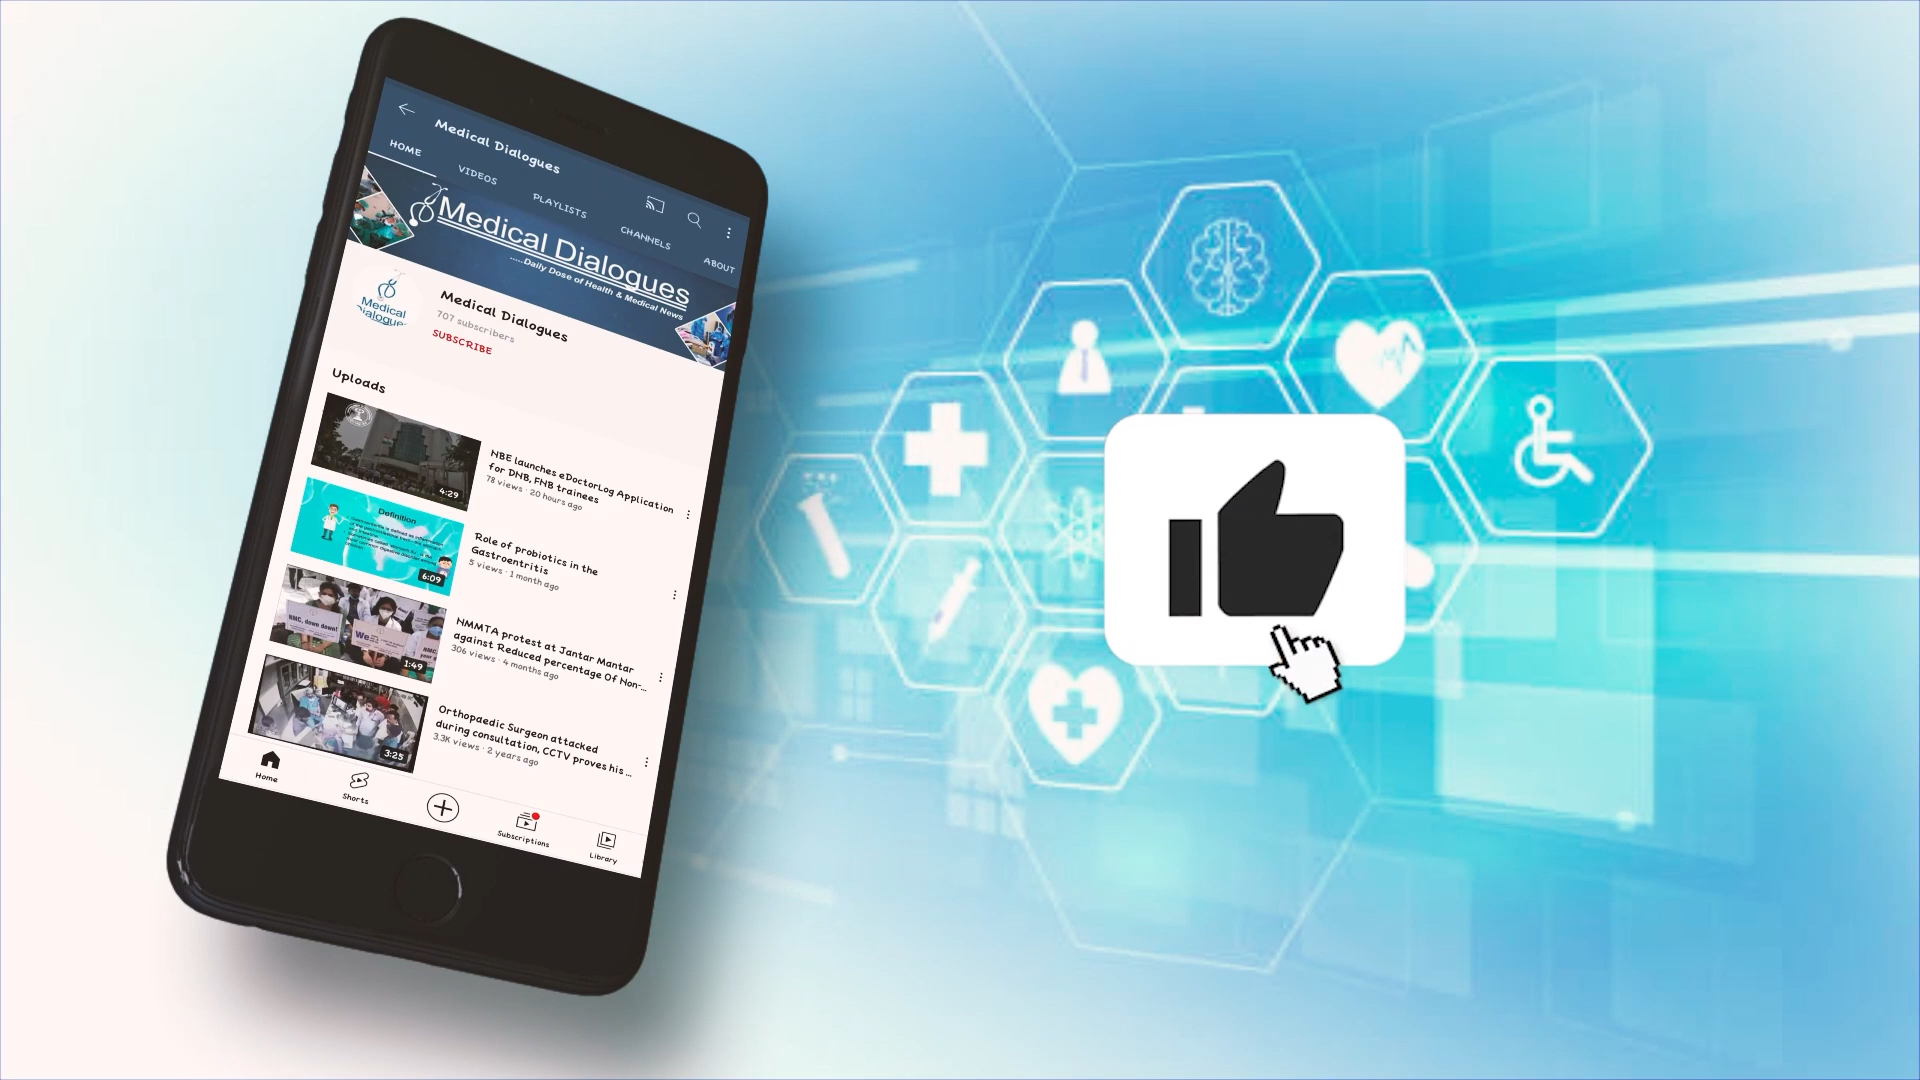 Medical Dialogues
HOME
VIDEOS
PLAYLISTS
CHANNELS
ABOUT
Medical Dialogues
.....Daily Dose of Health & Medical News
Medical
Dialogues
Medical Dialogues
707 subscribers
SUBSCRIBE
Uploads
4:29
NBE launches eDoctorLog Application
for DNB, FNB trainees
78 views · 20 hours ago
Definition
6:09
'Role of probiotics in the
Gastroentritis
5 views · 1 month ago
NMC, down down!
We
1:49
NMMTA protest at Jantar Mantar
against Reduced percentage Of Non-...
306 views · 4 months ago
3:25
Orthopaedic Surgeon attacked
during consultation, CCTV proves his ...
3.3K views · 2 years ago
Home
Shorts
Subscriptions
Library